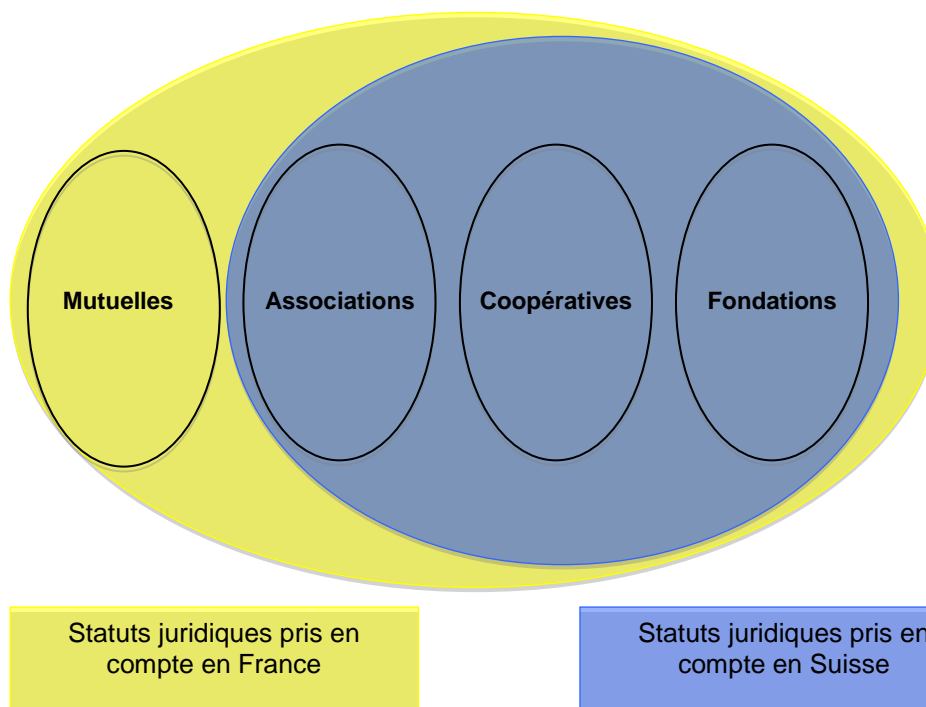 Mutuelles Associations Coopératives Fondations
Statuts juridiques pris en
compte en France
Statuts juridiques pris en
compte en Suisse